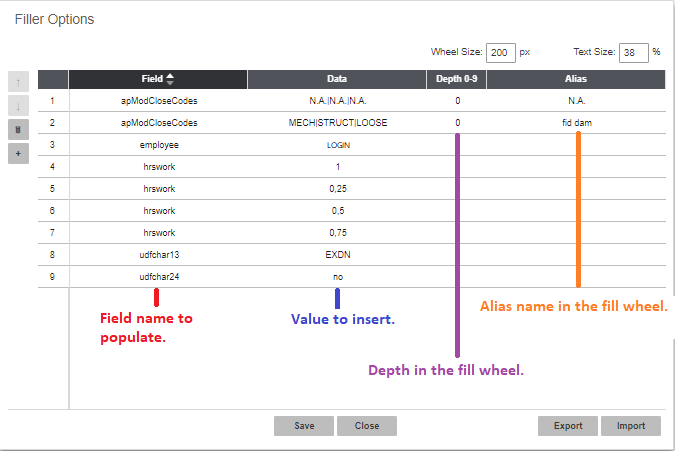 Filler Options
Wheel Size: 200 px Text Size: 38 %
Field Data Depth 0-9 Alias
1 apModCloseCodes N.A.|N.A.|N.A. 0 N.A.
2 apModCloseCodes MECH|STRUCT|LOOSE 0 fid dam
3 employee LOGIN
4 hrswork 1
5 hrswork 0,25
6 hrswork 0,5
7 hrswork 0,75
8 udfchar13 EXDN
9 udfchar24 no
Field name to
populate.
Value to insert.
Alias name in the fill wheel.
Depth in the fill wheel.
Save Close Export Import